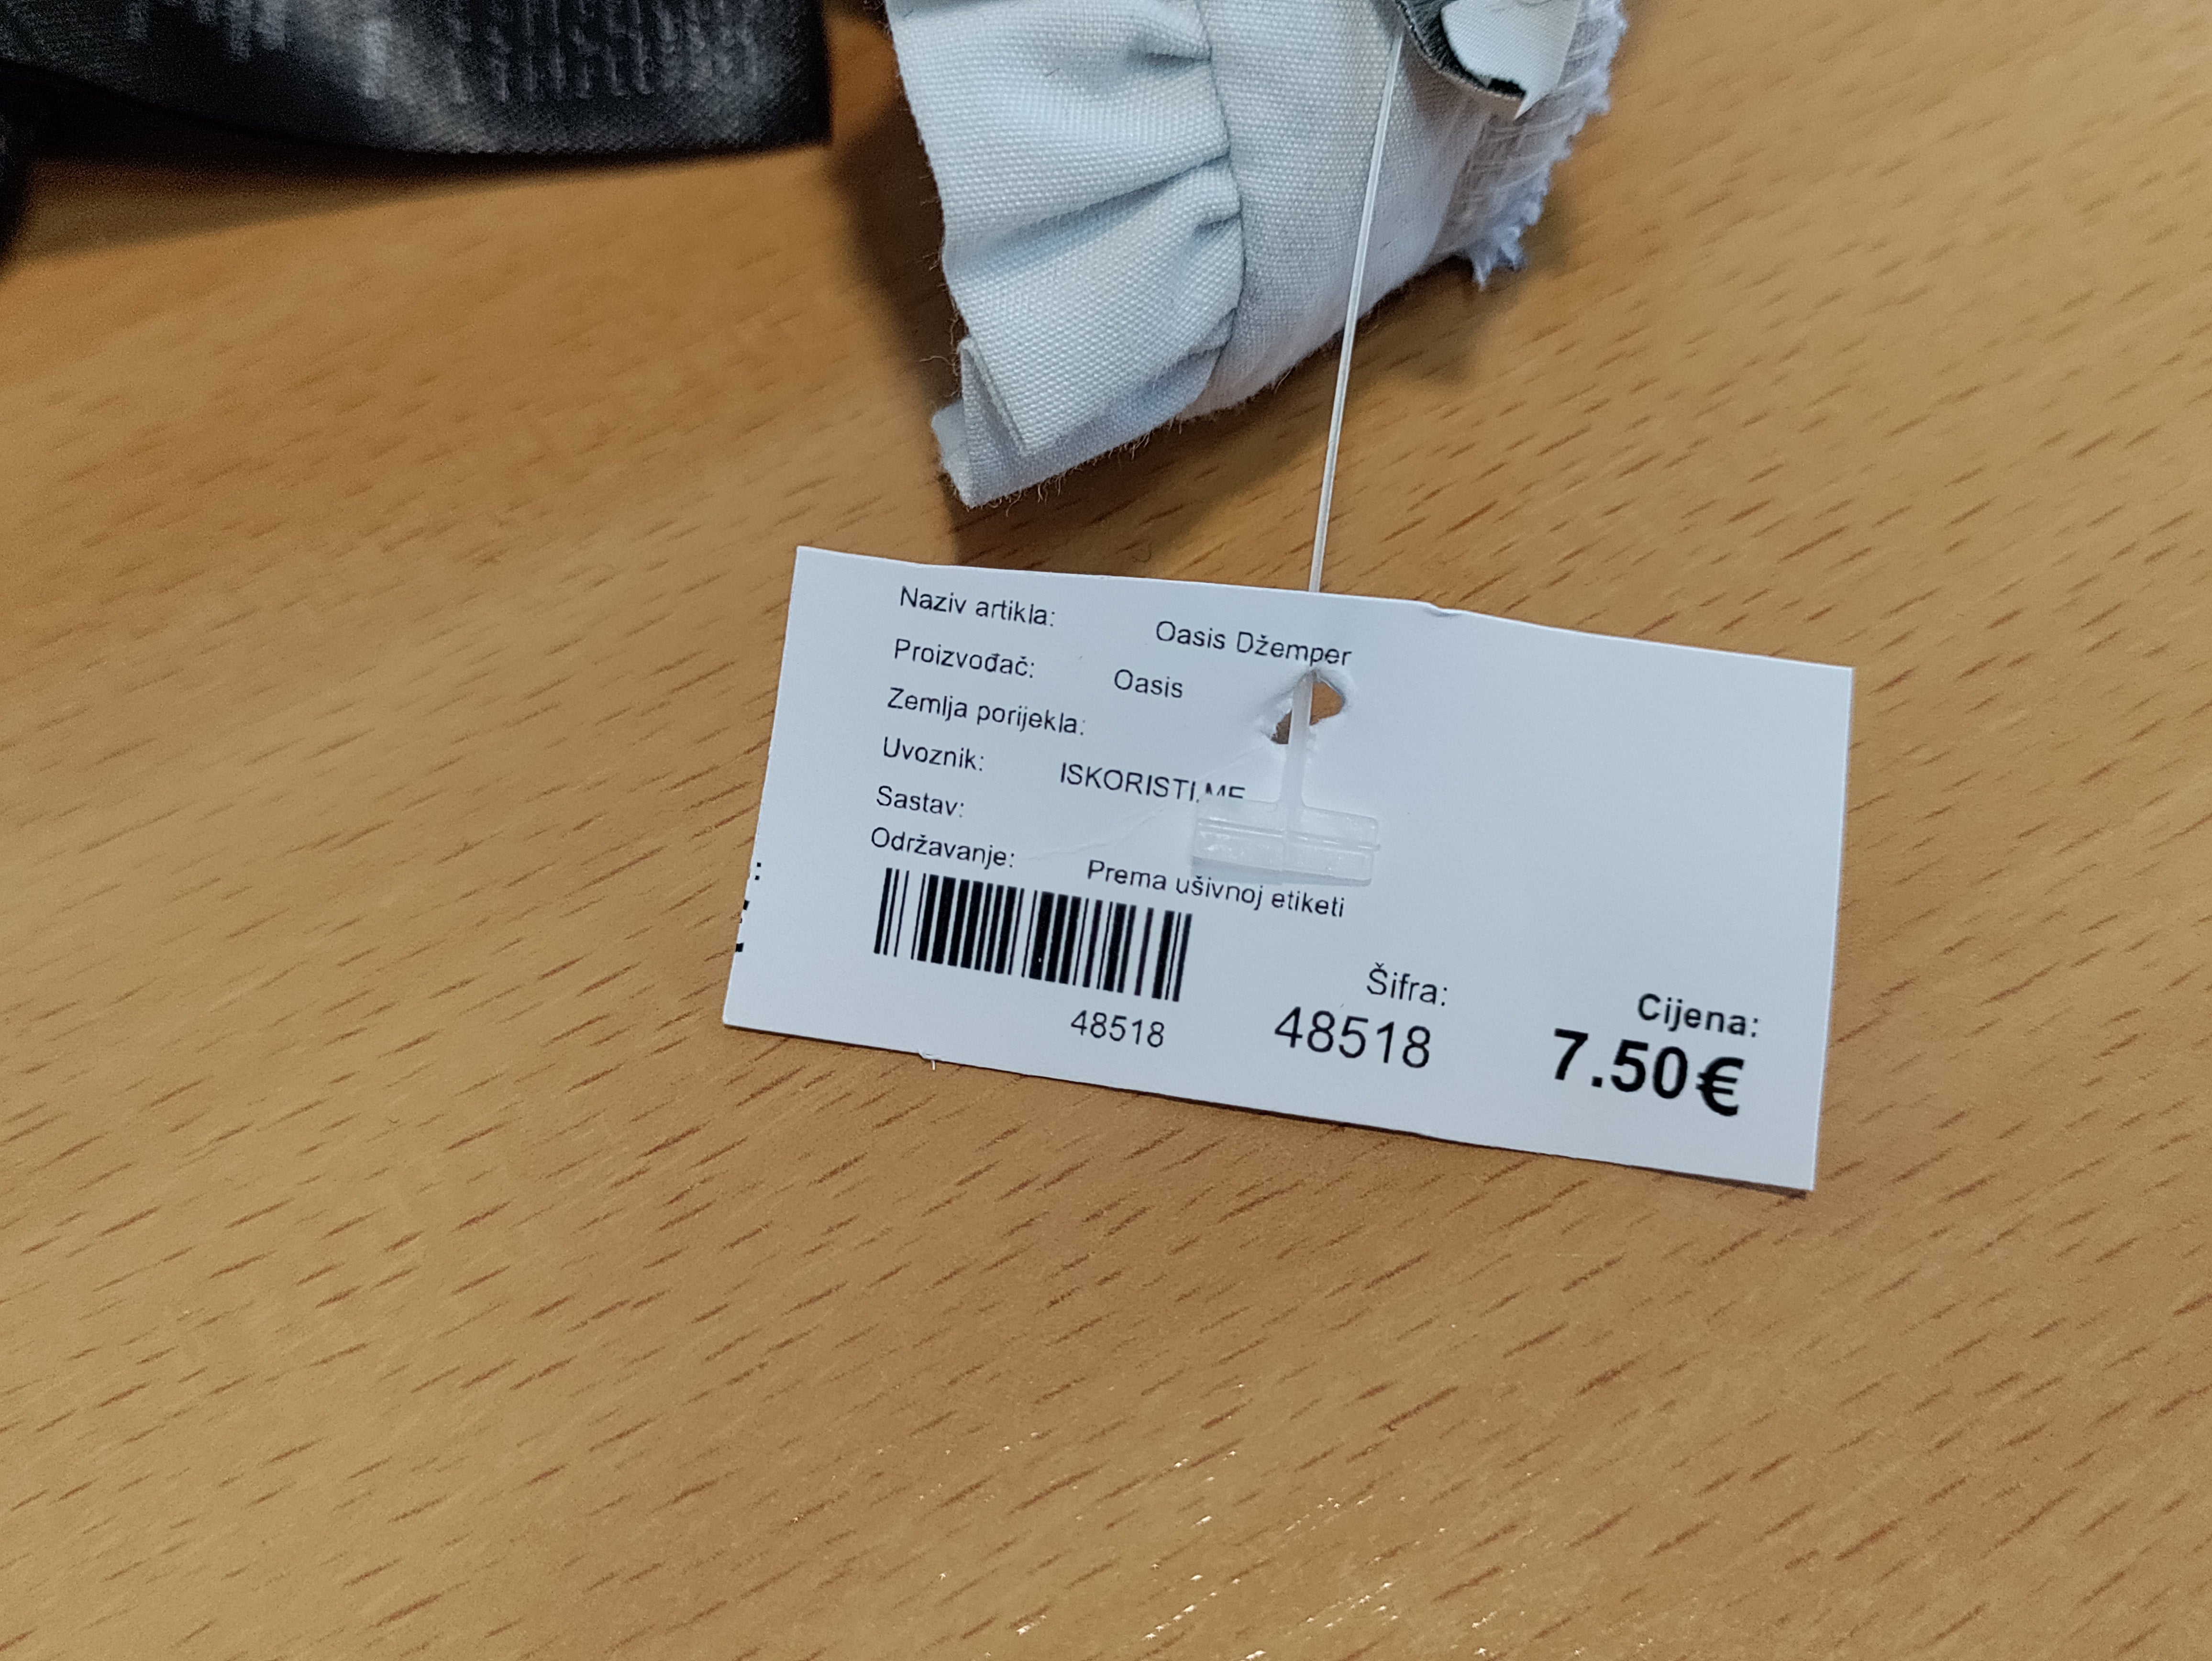 Naziv artikla: Oasis Džemper
Proizvođač: Oasis
Zemlja porijekla:
Uvoznik: ISKORISTI.ME
Sastav:
Održavanje: Prema ušivnoj etiketi
48518
Šifra:
48518
Cijena:
7.50€